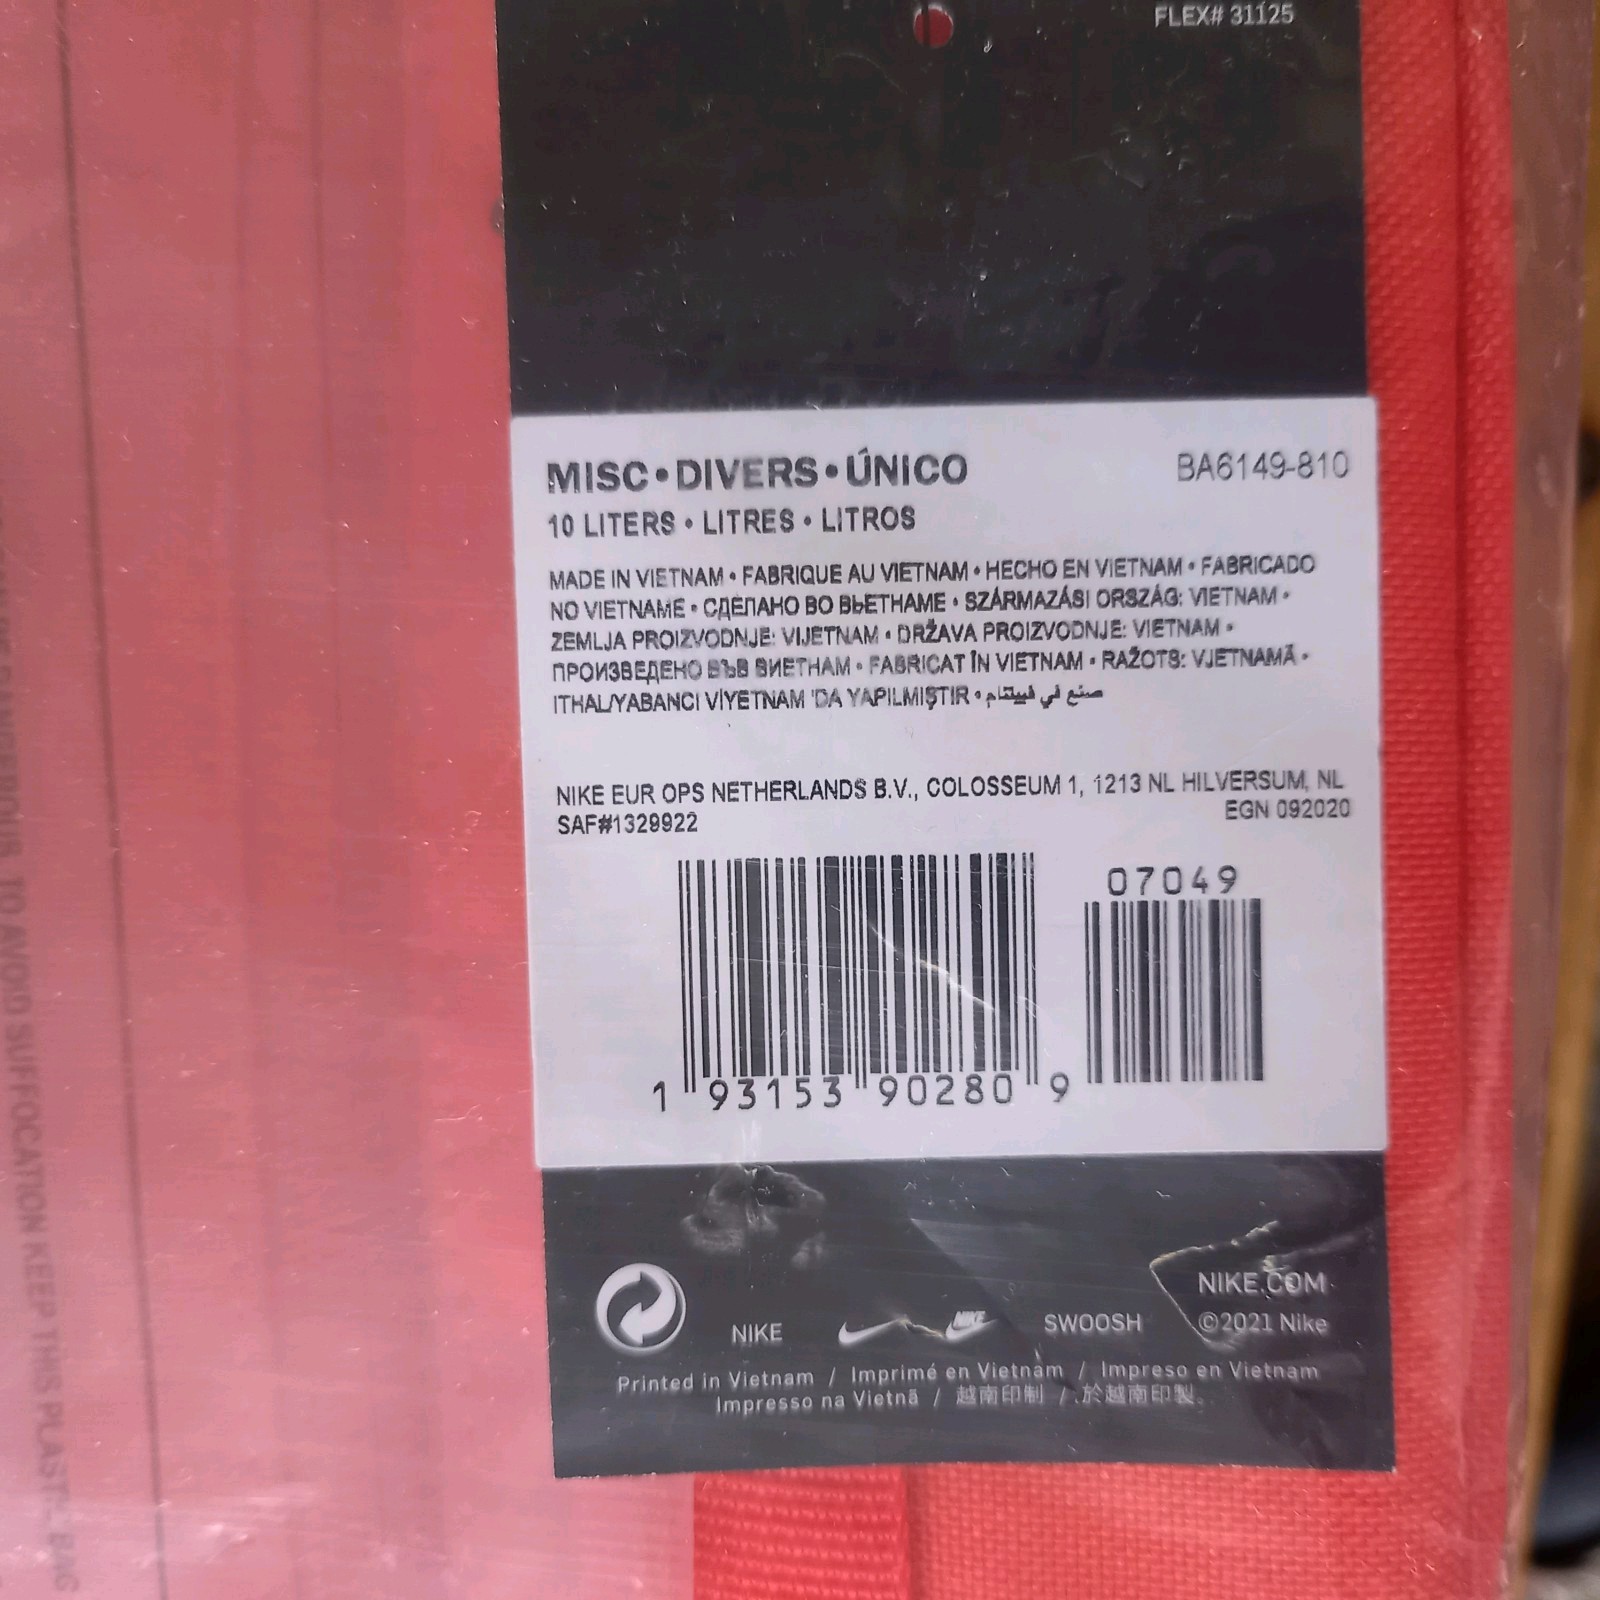 FLEX# 31125
MISC • DIVERS • ÚNICO
BA6149-810
10 LITERS • LITRES • LITROS
MADE IN VIETNAM • FABRIQUE AU VIETNAM • HECHO EN VIETNAM • FABRICADO
NO VIETNAME • СДЕЛАНО ВО ВЬЕТНАМЕ • SZÁRMAZÁSI ORSZÁG: VIETNAM •
ZEMLJA PROIZVODNJE: VIJETNAM • DRŽAVA PROIZVODNJE: VIETNAM •
ПРОИЗВЕДЕНО ВЪВ ВИЕТНАМ • FABRICAT ÎN VIETNAM • RAŽOTS: VJETNAMĀ •
ITHAL/YABANCI VİYETNAM 'DA YAPILMIŞTIR • صنع في فييتنام
NIKE EUR OPS NETHERLANDS B.V., COLOSSEUM 1, 1213 NL HILVERSUM, NL
SAF#1329922
EGN 092020
07049
1 93153 90280 9
NIKE.COM
NIKE
NIKE
SWOOSH
©2021 Nike
Printed in Vietnam / Imprimé en Vietnam / Impreso en Vietnam
Impresso na Vietnã / 越南印制 / 於越南印製。
DANGEROUS. TO AVOID SUFFOCATION KEEP THIS PLASTIC BAG